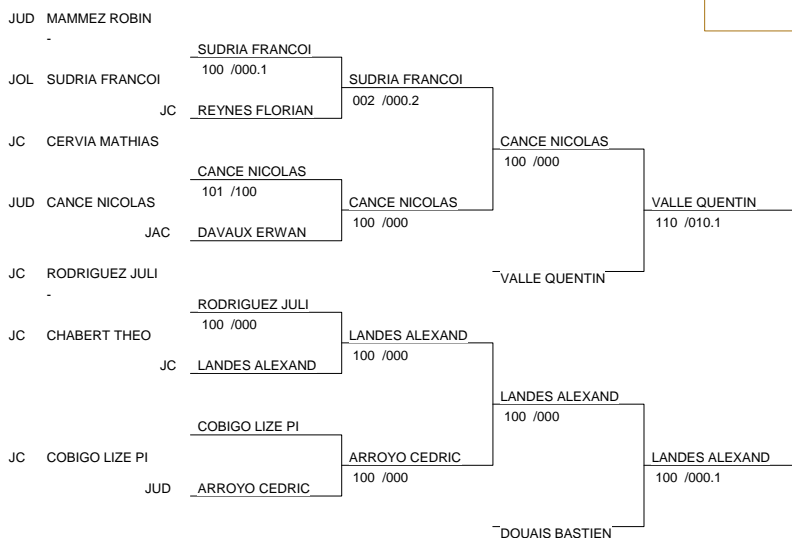 JUD MAMMEZ ROBIN
-
SUDRIA FRANCOI
100 /000.1
JOL SUDRIA FRANCOI
SUDRIA FRANCOI
002 /000.2
JC REYNES FLORIAN
JC CERVIA MATHIAS
CANCE NICOLAS
100 /000
CANCE NICOLAS
101 /100
JUD CANCE NICOLAS
CANCE NICOLAS
100 /000
VALLE QUENTIN
110 /010.1
JAC DAVAUX ERWAN
JC RODRIGUEZ JULI
-
VALLE QUENTIN
RODRIGUEZ JULI
100 /000
JC CHABERT THEO
LANDES ALEXAND
100 /000
JC LANDES ALEXAND
LANDES ALEXAND
100 /000
COBIGO LIZE PI
JC COBIGO LIZE PI
ARROYO CEDRIC
100 /000
LANDES ALEXAND
100 /000.1
JUD ARROYO CEDRIC
DOUAIS BASTIEN